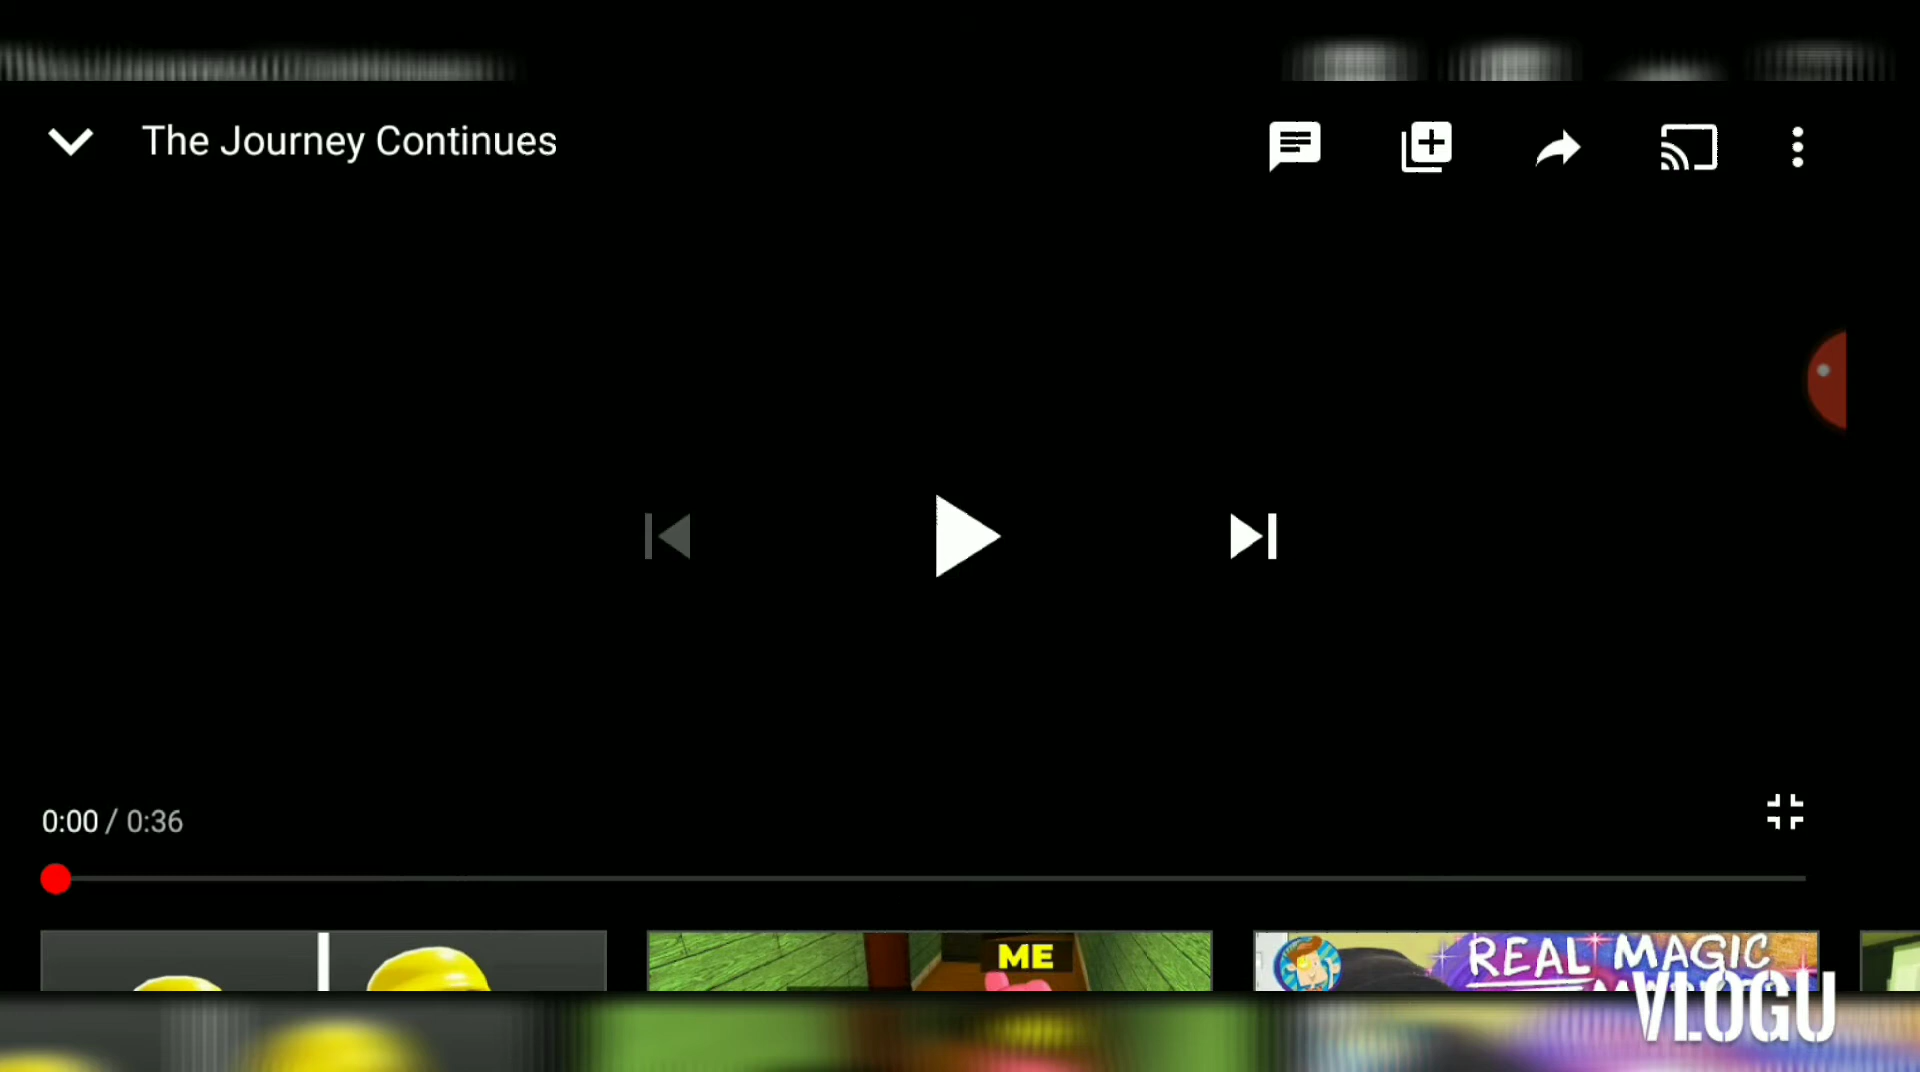 The Journey Continues
0:00 / 0:36
ME
REAL MAGIC
VLOGU